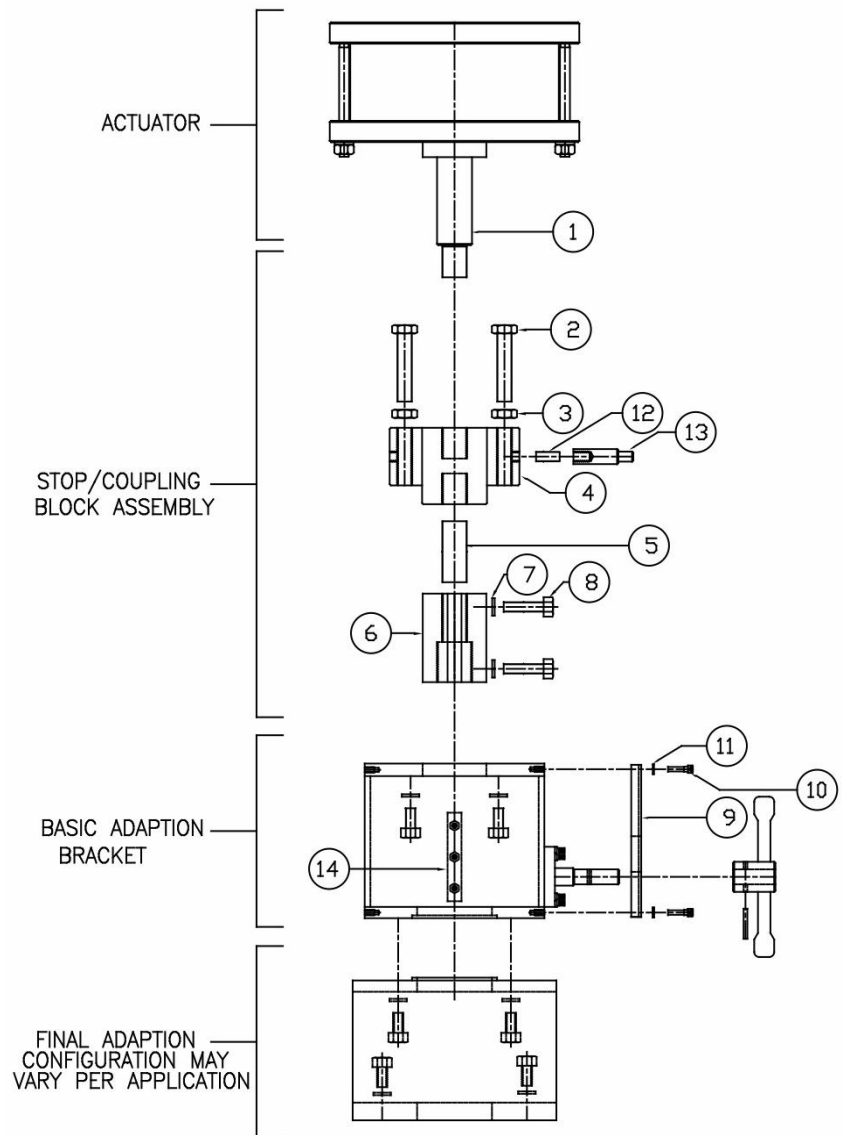 ACTUATOR
1
2
3
12
13
STOP/COUPLING
BLOCK ASSEMBLY
4
5
7
8
6
11
10
BASIC ADAPTION
BRACKET
9
14
FINAL ADAPTION
CONFIGURATION MAY
VARY PER APPLICATION